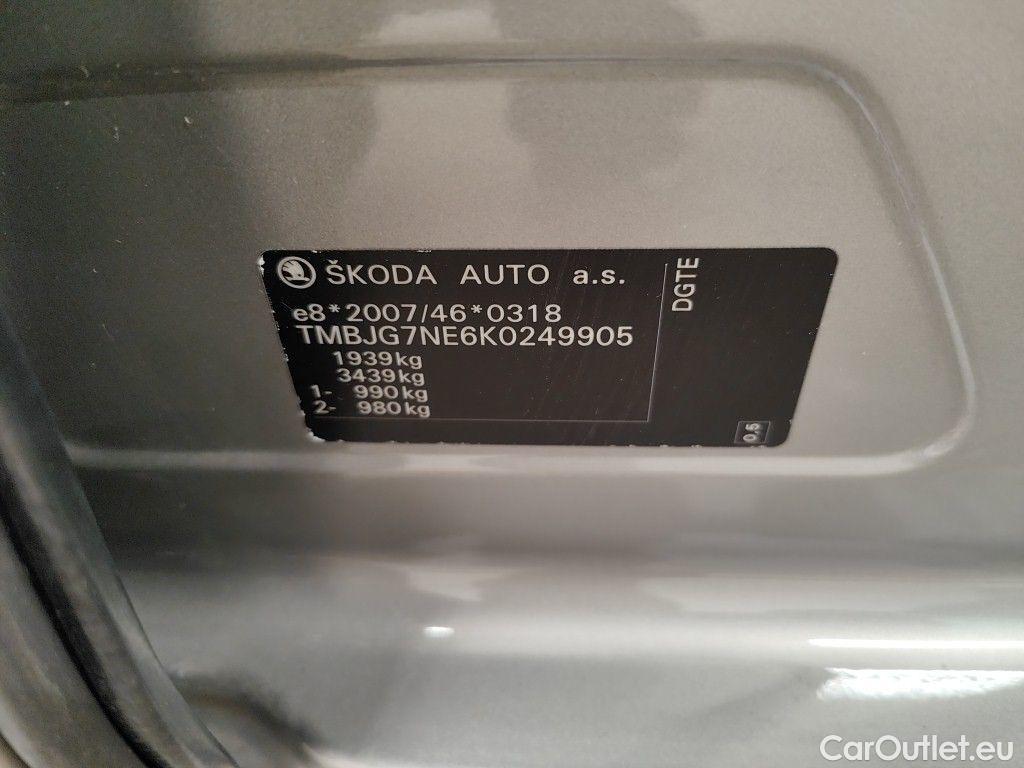 ŠKODA AUTO a.s.
e8*2007/46*0318
TMBJG7NE6K0249905
1939kg
3439kg
1- 990kg
2- 980kg
DGTE
0,5
CarOutlet.eu